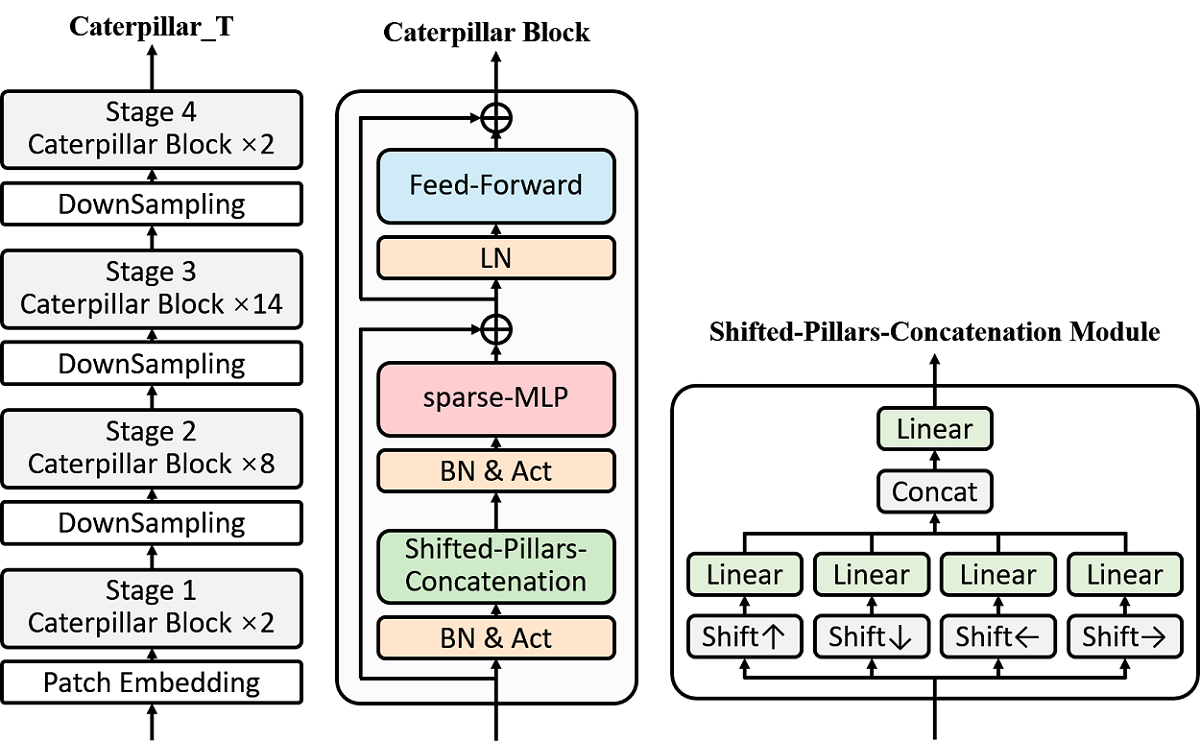 Caterpillar_T
Stage 4
Caterpillar Block ×2
DownSampling
Stage 3
Caterpillar Block ×14
DownSampling
Stage 2
Caterpillar Block ×8
DownSampling
Stage 1
Caterpillar Block ×2
Patch Embedding
Caterpillar Block
Feed-Forward
LN
sparse-MLP
BN & Act
Shifted-Pillars-
Concatenation
BN & Act
Shifted-Pillars-Concatenation Module
Linear
Concat
Linear Linear Linear Linear
Shift↑ Shift↓ Shift← Shift→